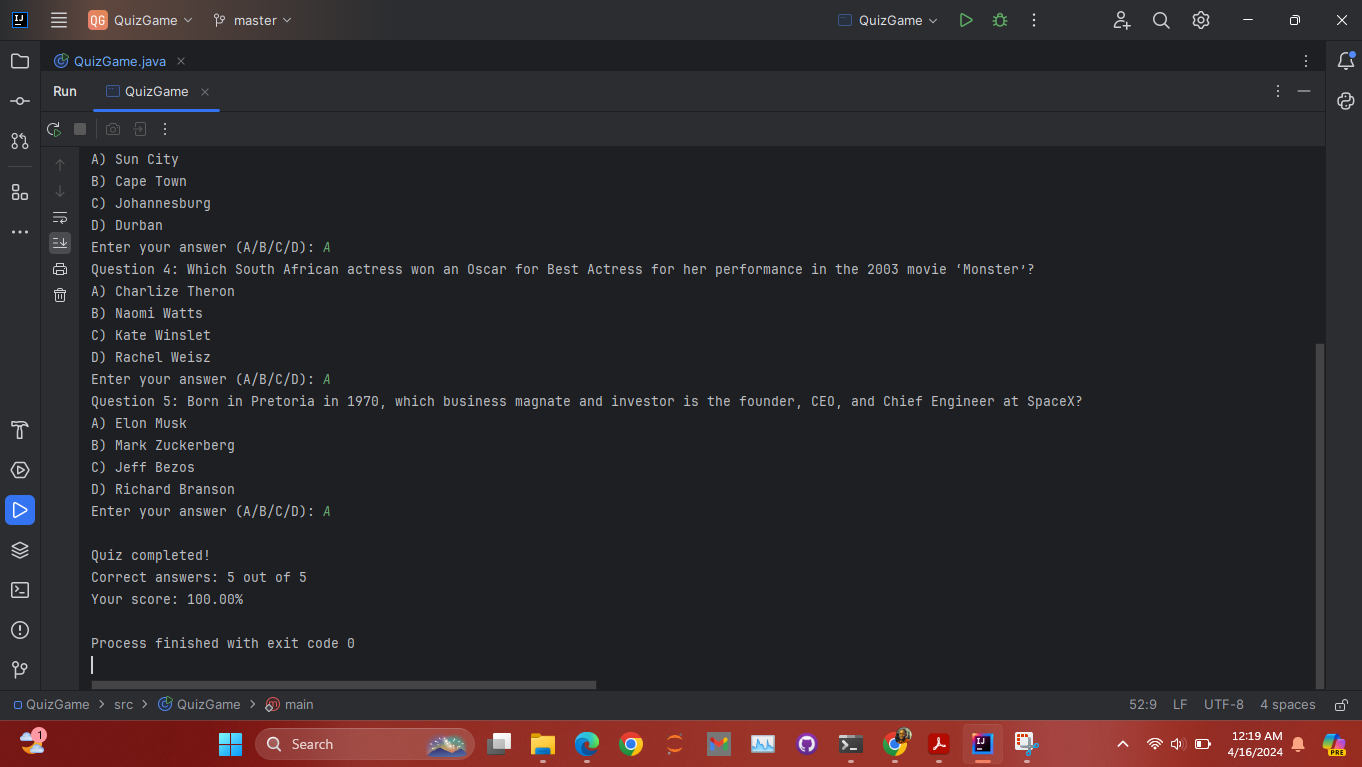 QG QuizGame master QuizGame
QuizGame.java
Run QuizGame
A) Sun City
B) Cape Town
C) Johannesburg
D) Durban
Enter your answer (A/B/C/D): A
Question 4: Which South African actress won an Oscar for Best Actress for her performance in the 2003 movie ‘Monster’?
A) Charlize Theron
B) Naomi Watts
C) Kate Winslet
D) Rachel Weisz
Enter your answer (A/B/C/D): A
Question 5: Born in Pretoria in 1970, which business magnate and investor is the founder, CEO, and Chief Engineer at SpaceX?
A) Elon Musk
B) Mark Zuckerberg
C) Jeff Bezos
D) Richard Branson
Enter your answer (A/B/C/D): A
Quiz completed!
Correct answers: 5 out of 5
Your score: 100.00%
Process finished with exit code 0
QuizGame > src > QuizGame > main 52:9 LF UTF-8 4 spaces
1 Search 12:19 AM
4/16/2024
PRE